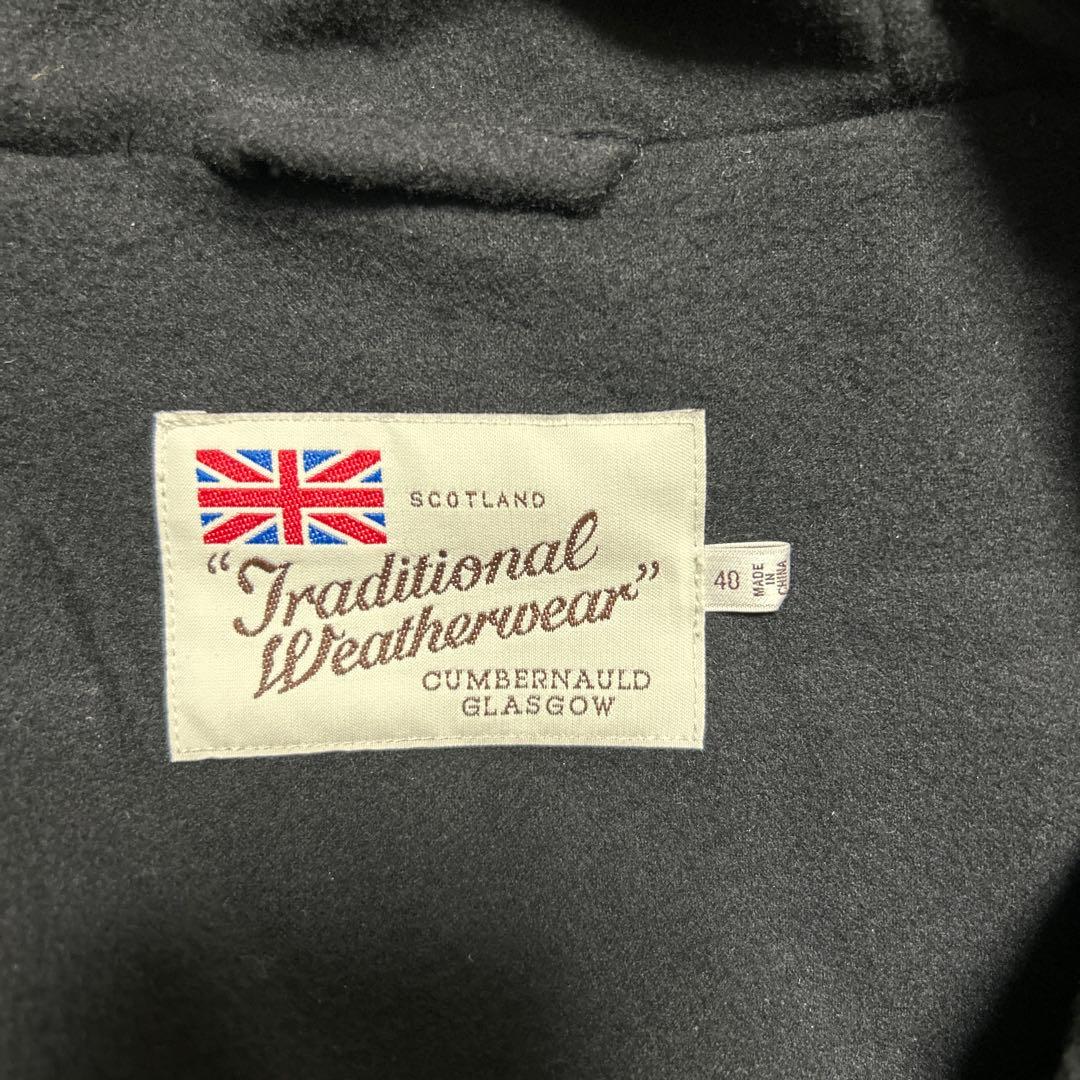 SCOTLAND
"Traditional
Weatherwear"
CUMBERNAULD
GLASGOW
40
MADE
IN
CHINA